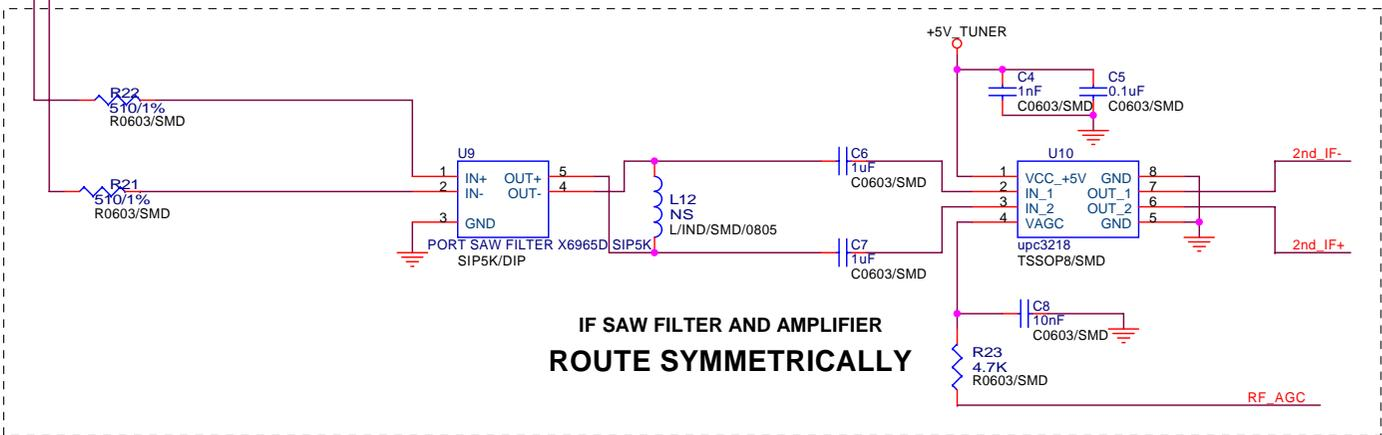 +5V_TUNER
R22
510/1%
R0603/SMD
R21
510/1%
R0603/SMD
U9
1 IN+ OUT+ 5
2 IN- OUT- 4
3 GND
PORT SAW FILTER X6965D SIP5K
SIP5K/DIP
L12
NS
L/IND/SMD/0805
C6
1uF
C0603/SMD
C7
1uF
C0603/SMD
C4
1nF
C0603/SMD
C5
0.1uF
C0603/SMD
U10
1 VCC_+5V GND 8
2 IN_1 OUT_1 7
3 IN_2 OUT_2 6
4 VAGC GND 5
upc3218
TSSOP8/SMD
2nd_IF-
2nd_IF+
C8
10nF
C0603/SMD
R23
4.7K
R0603/SMD
RF_AGC
IF SAW FILTER AND AMPLIFIER
ROUTE SYMMETRICALLY